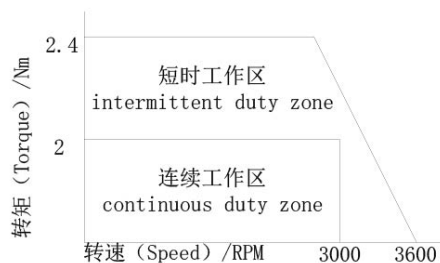 2.4
短时工作区
intermittent duty zone
2
连续工作区
continuous duty zone
转矩（Torque）/Nm
转速（Speed）/RPM
3000
3600